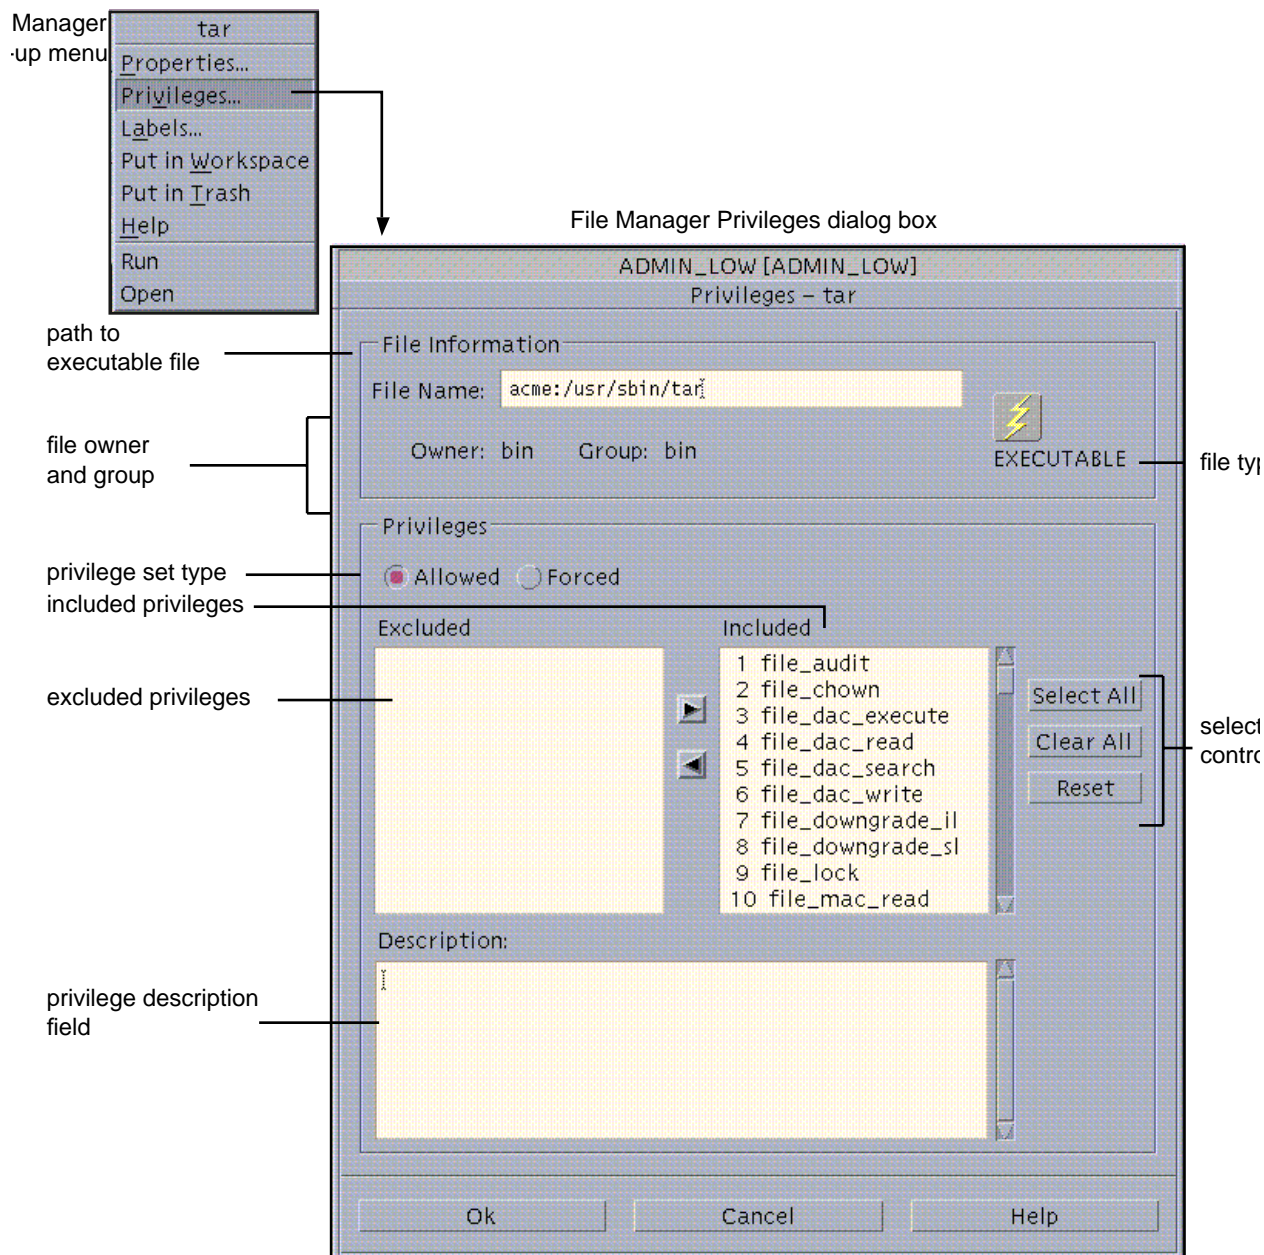 Manager
-up menu
tar
Properties...
Privileges...
Labels...
Put in Workspace
Put in Trash
Help
Run
Open
File Manager Privileges dialog box
ADMIN_LOW [ADMIN_LOW]
Privileges – tar
path to
executable file
File Information
File Name: acme:/usr/sbin/tar
file owner
and group
Owner: bin Group: bin
EXECUTABLE
file
Privileges
privilege set type
Allowed Forced
included privileges
Excluded Included
1 file_audit
2 file_chown
3 file_dac_execute
4 file_dac_read
5 file_dac_search
6 file_dac_write
7 file_downgrade_il
8 file_downgrade_sl
9 file_lock
10 file_mac_read
excluded privileges
Select All
Clear All
Reset
select
Description:
privilege description
field
Ok Cancel Help